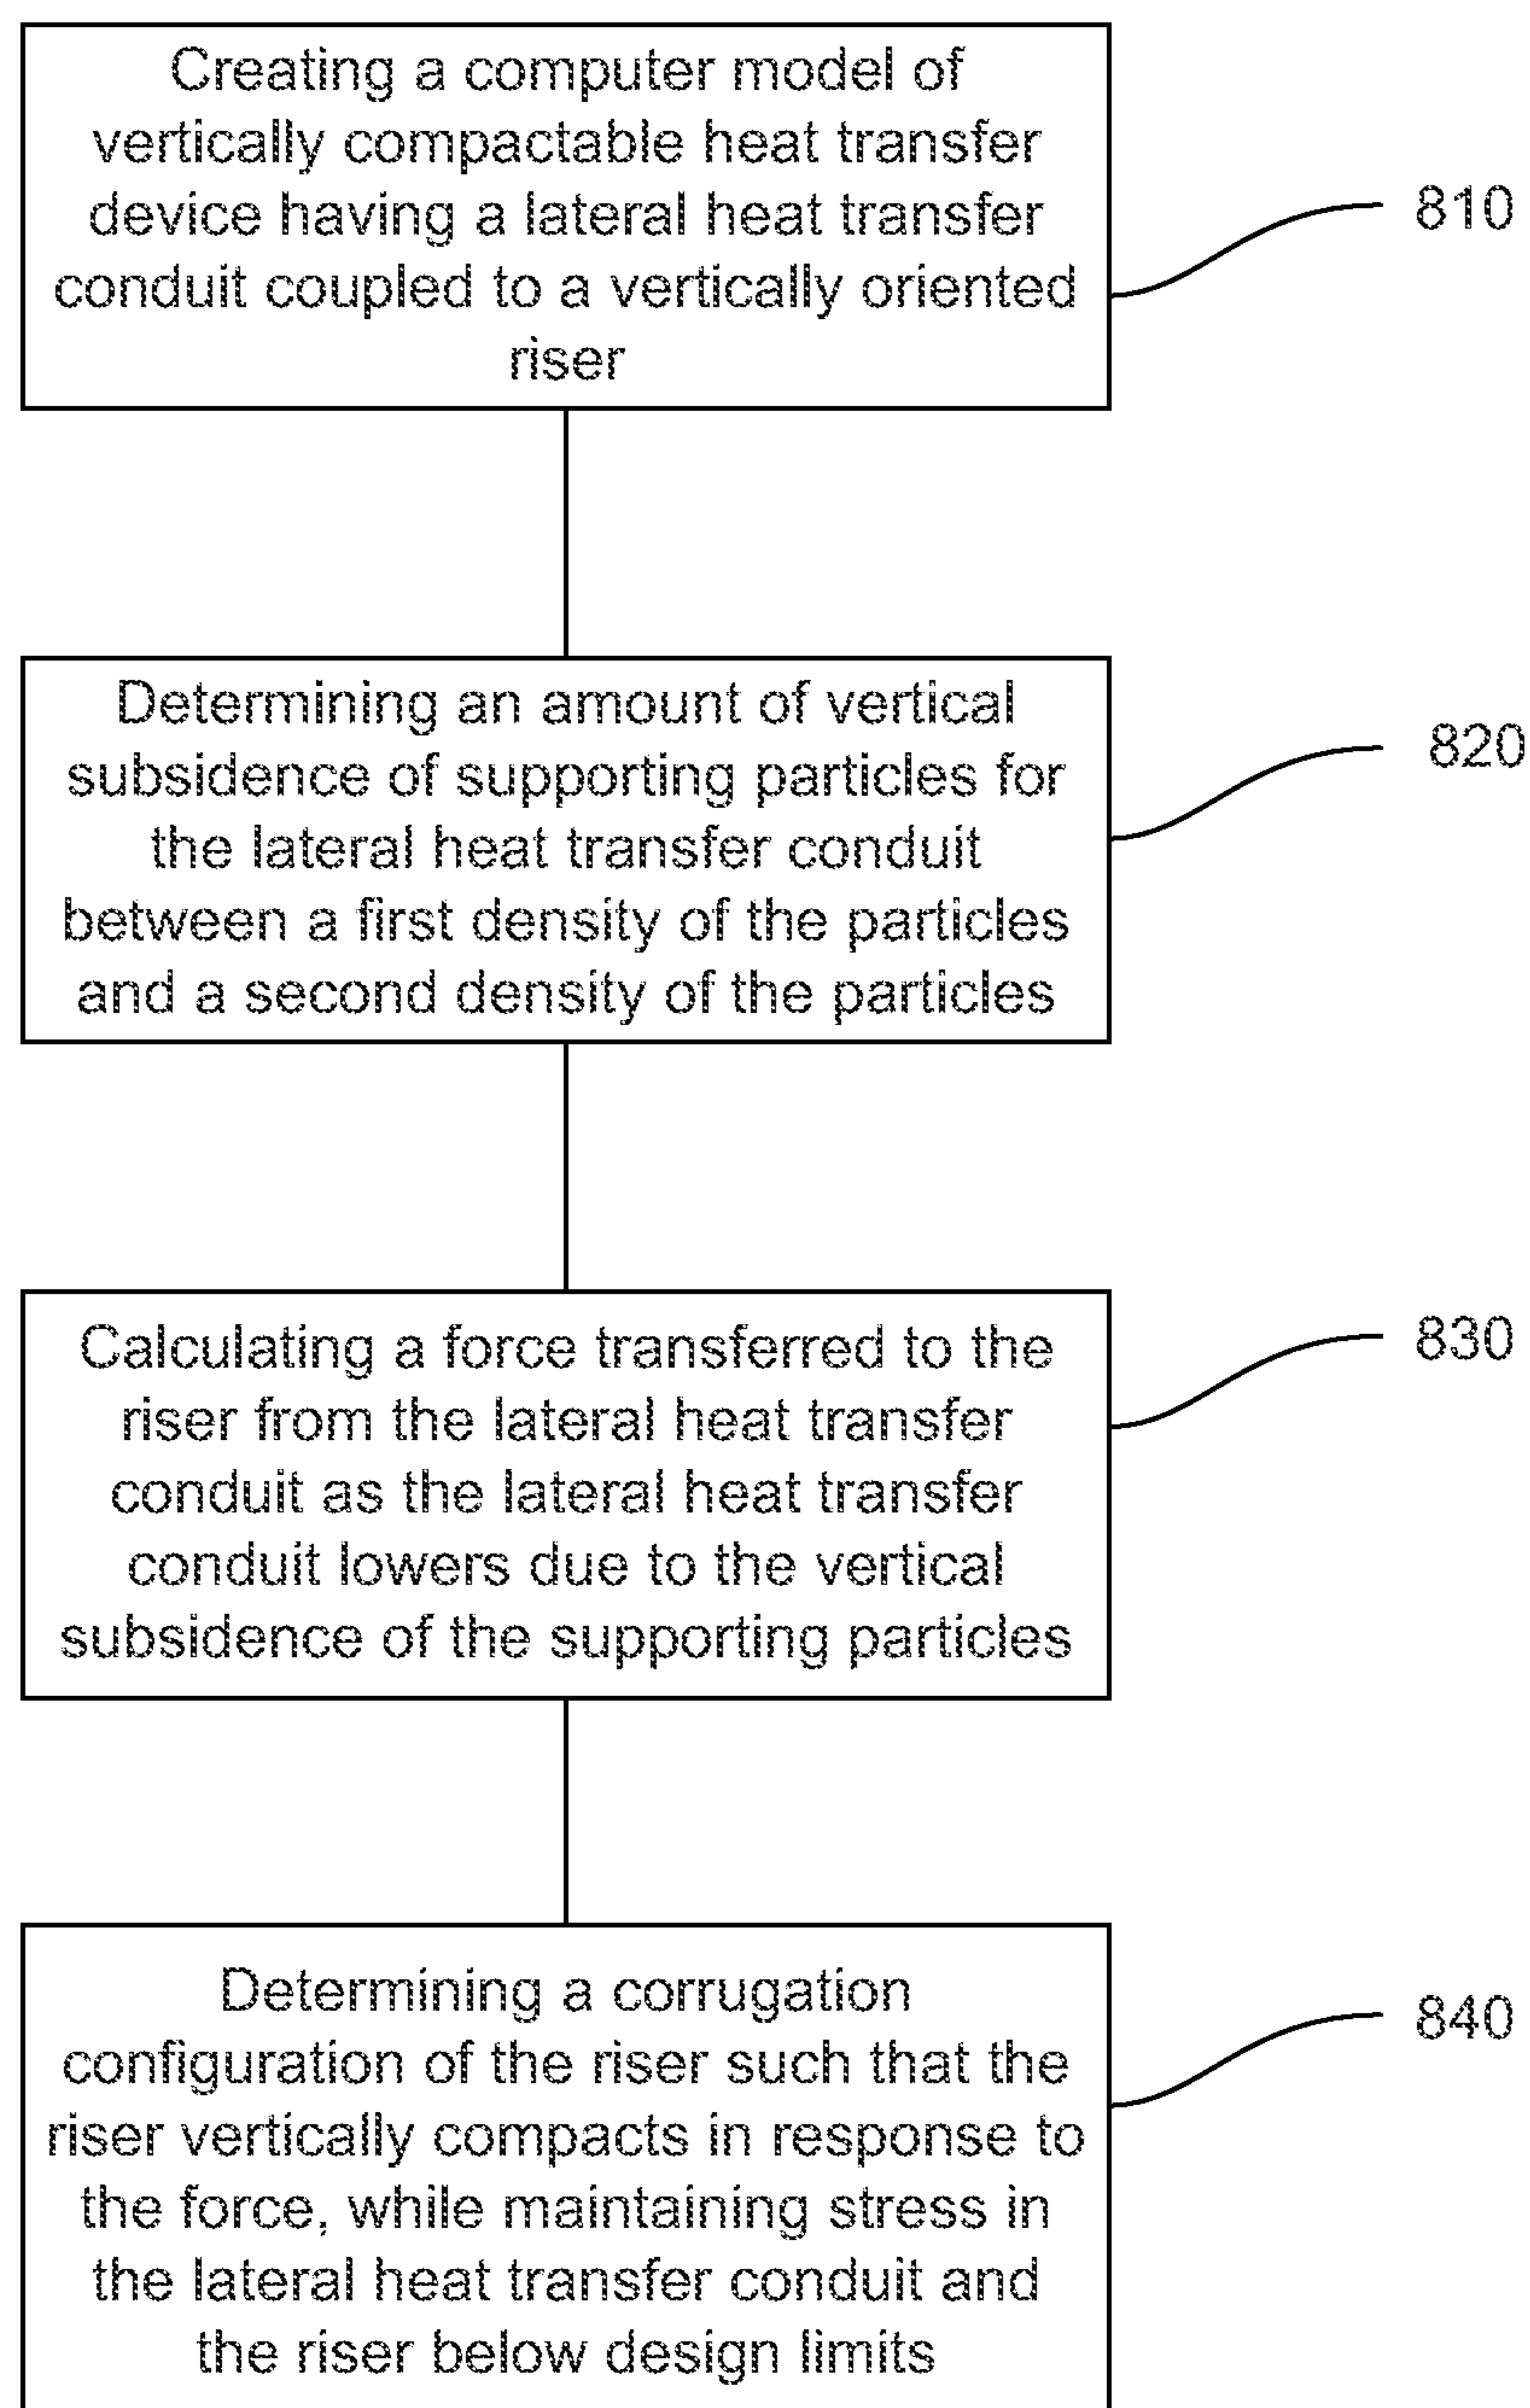 Creating a computer model of
vertically compactable heat transfer
device having a lateral heat transfer
conduit coupled to a vertically oriented
riser
810
Determining an amount of vertical
subsidence of supporting particles for
the lateral heat transfer conduit
between a first density of the particles
and a second density of the particles
820
Calculating a force transferred to the
riser from the lateral heat transfer
conduit as the lateral heat transfer
conduit lowers due to the vertical
subsidence of the supporting particles
830
Determining a corrugation
configuration of the riser such that the
riser vertically compacts in response to
the force, while maintaining stress in
the lateral heat transfer conduit and
the riser below design limits
840